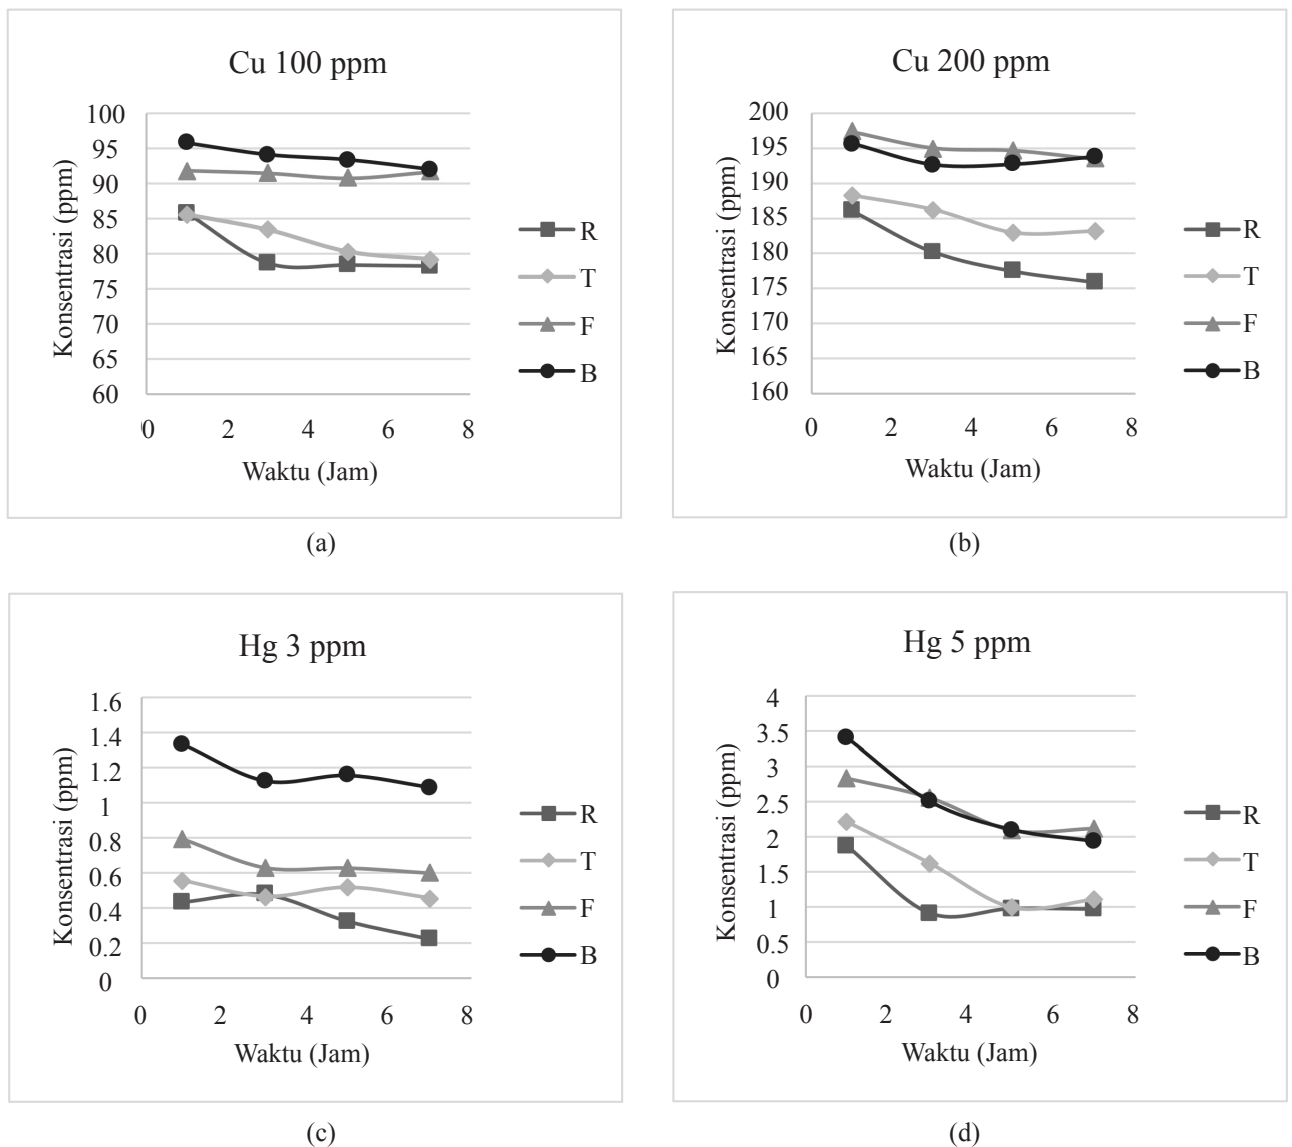 Cu 100 ppm
Konsentrasi (ppm)
100
95
90
85
80
75
70
65
60
0 2 4 6 8
Waktu (Jam)
R
T
F
B
(a)
Cu 200 ppm
Konsentrasi (ppm)
200
195
190
185
180
175
170
165
160
0 2 4 6 8
Waktu (Jam)
R
T
F
B
(b)
Hg 3 ppm
Konsentrasi (ppm)
1.6
1.4
1.2
1
0.8
0.6
0.4
0.2
0
0 2 4 6 8
Waktu (Jam)
R
T
F
B
(c)
Hg 5 ppm
Konsentrasi (ppm)
4
3.5
3
2.5
2
1.5
1
0.5
0
0 2 4 6 8
Waktu (Jam)
R
T
F
B
(d)